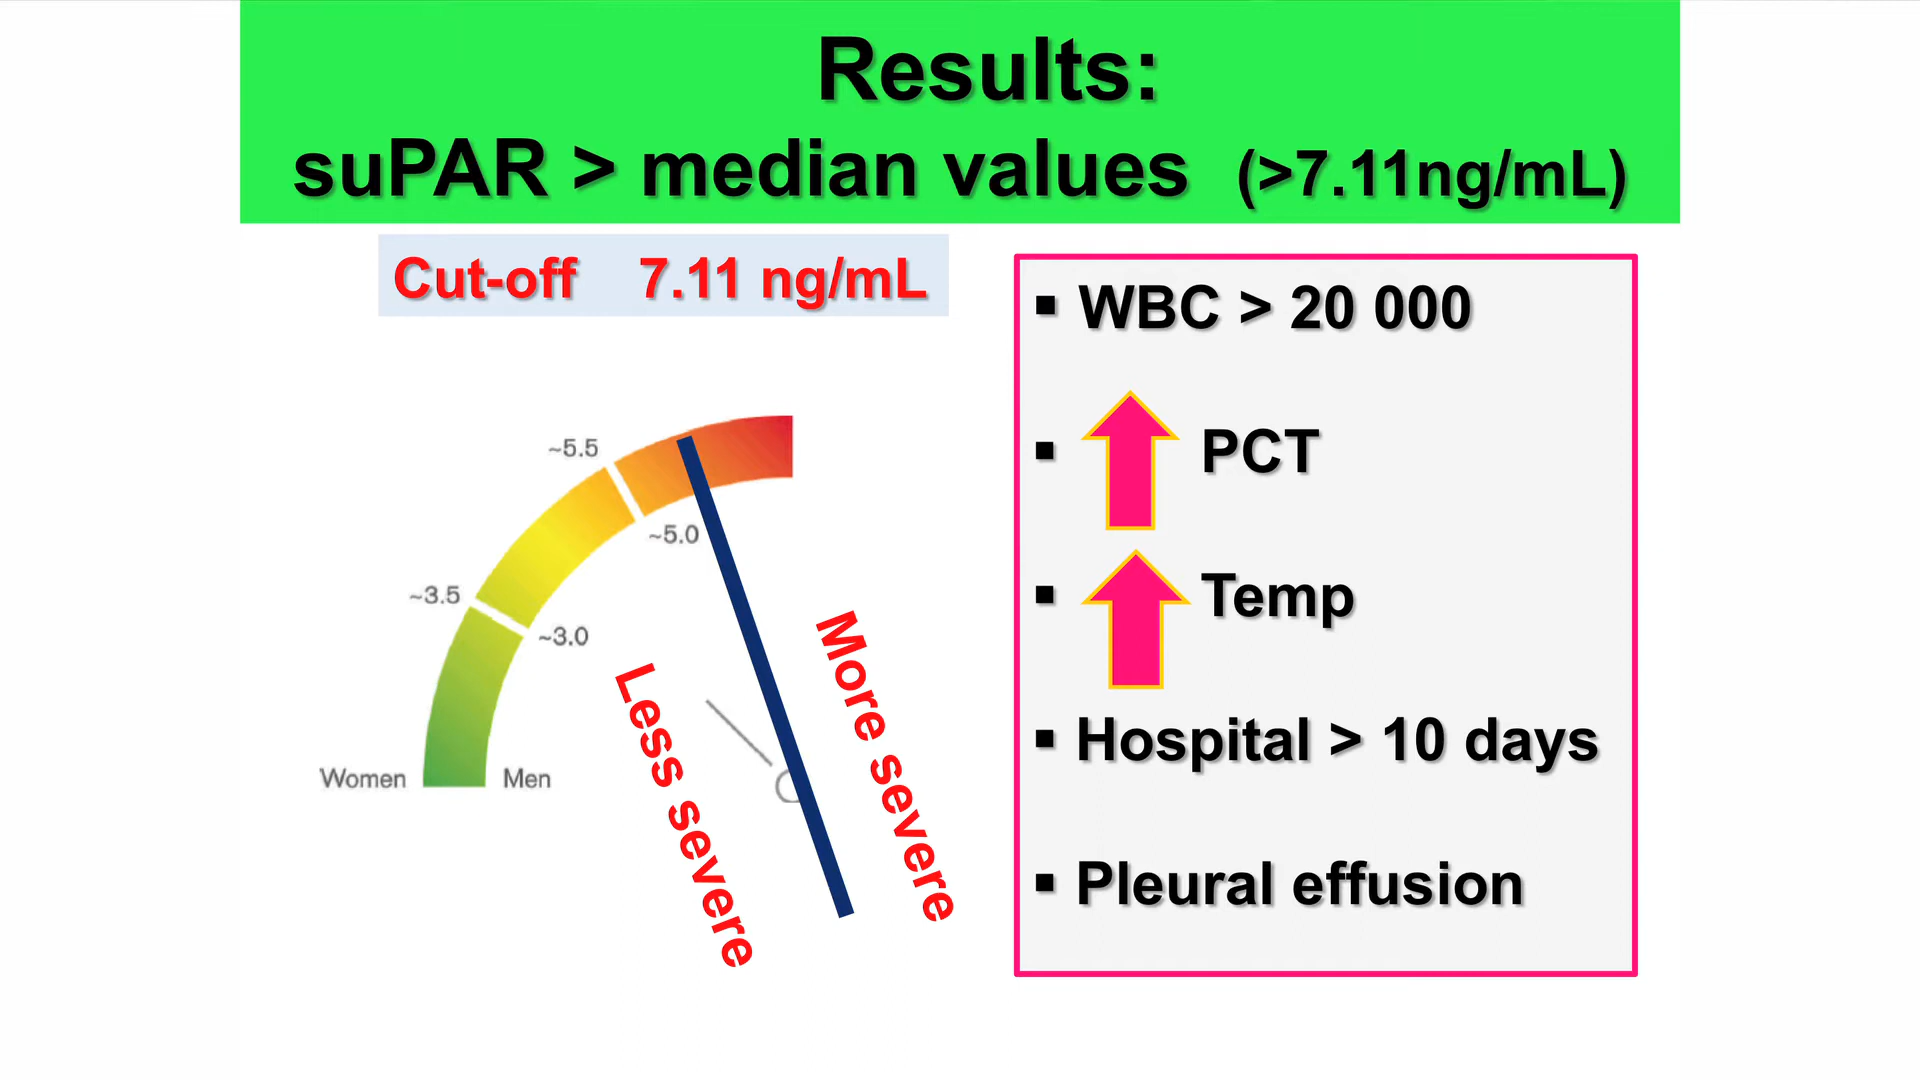 Results:
suPAR > median values (>7.11ng/mL)
Cut-off 7.11 ng/mL
~5.5
~5.0
~3.5
~3.0
Women
Men
Less severe
More severe
▪ WBC > 20 000
▪ PCT
▪ Temp
▪ Hospital > 10 days
▪ Pleural effusion